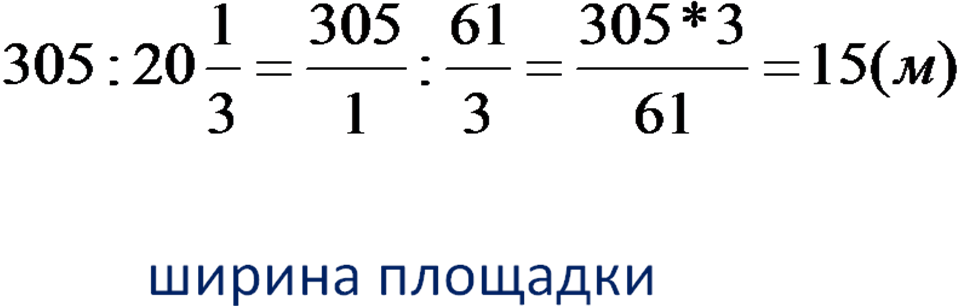 305 : 20 1/3 = 305/1 : 61/3 = 305*3/61 = 15(м)
ширина площадки